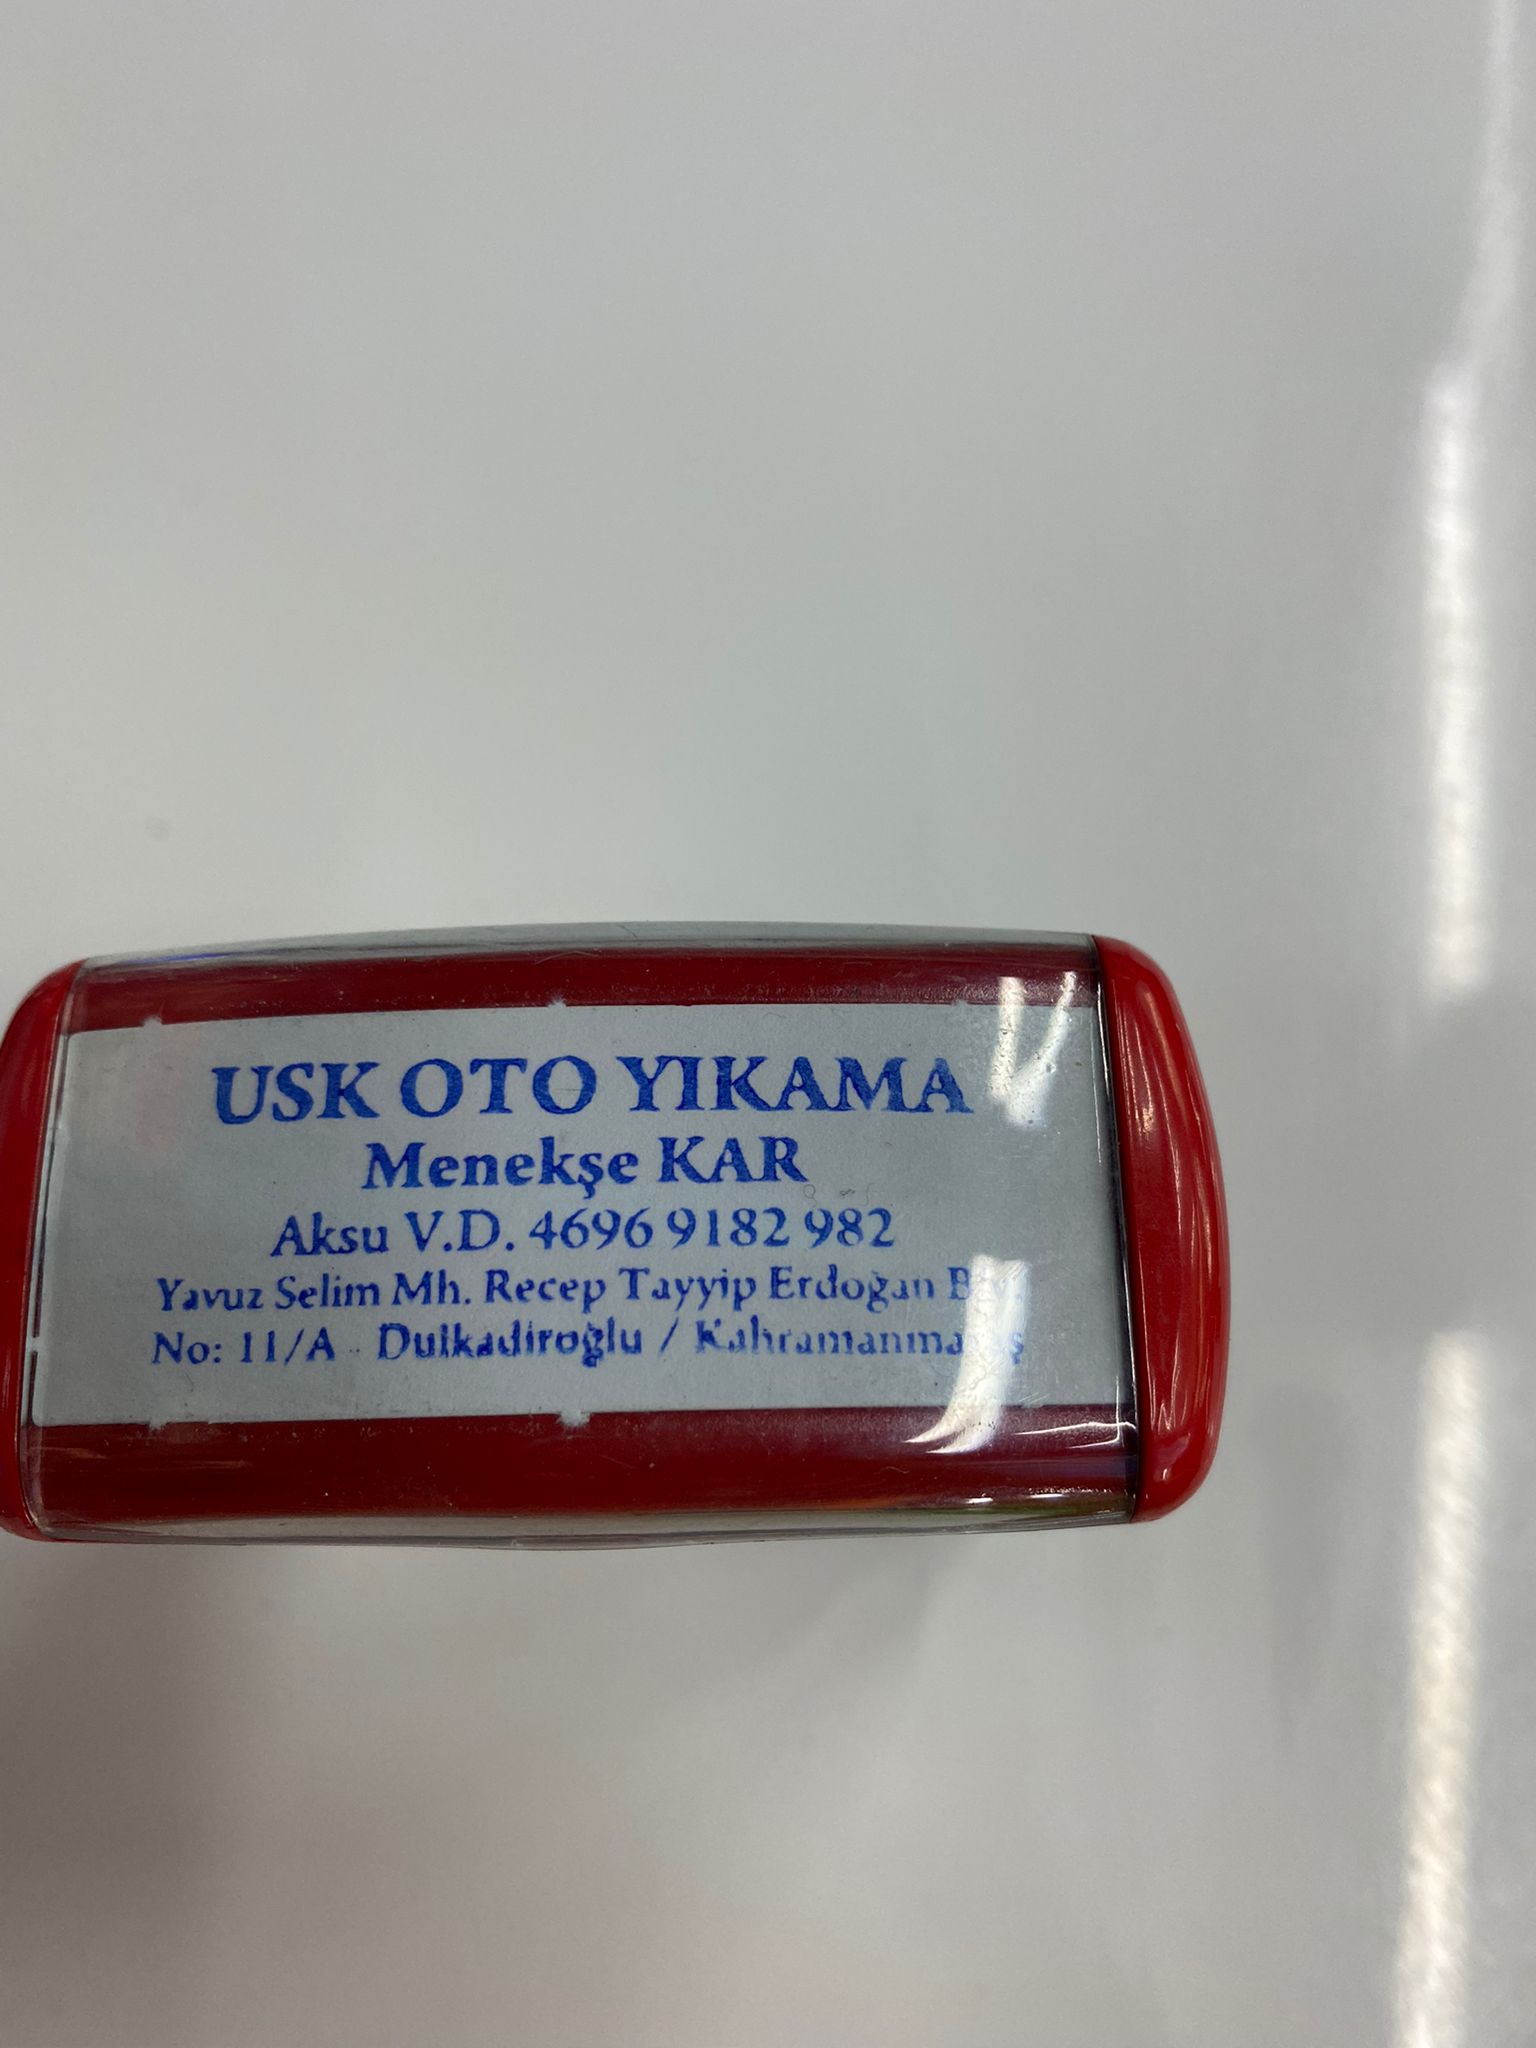 USK OTO YIKAMA
Menekşe KAR
Aksu V.D. 4696 9182 982
Yavuz Selim Mh. Recep Tayyip Erdoğan
No: 11/A - Dulkadiroğlu / Kahramanmaraş